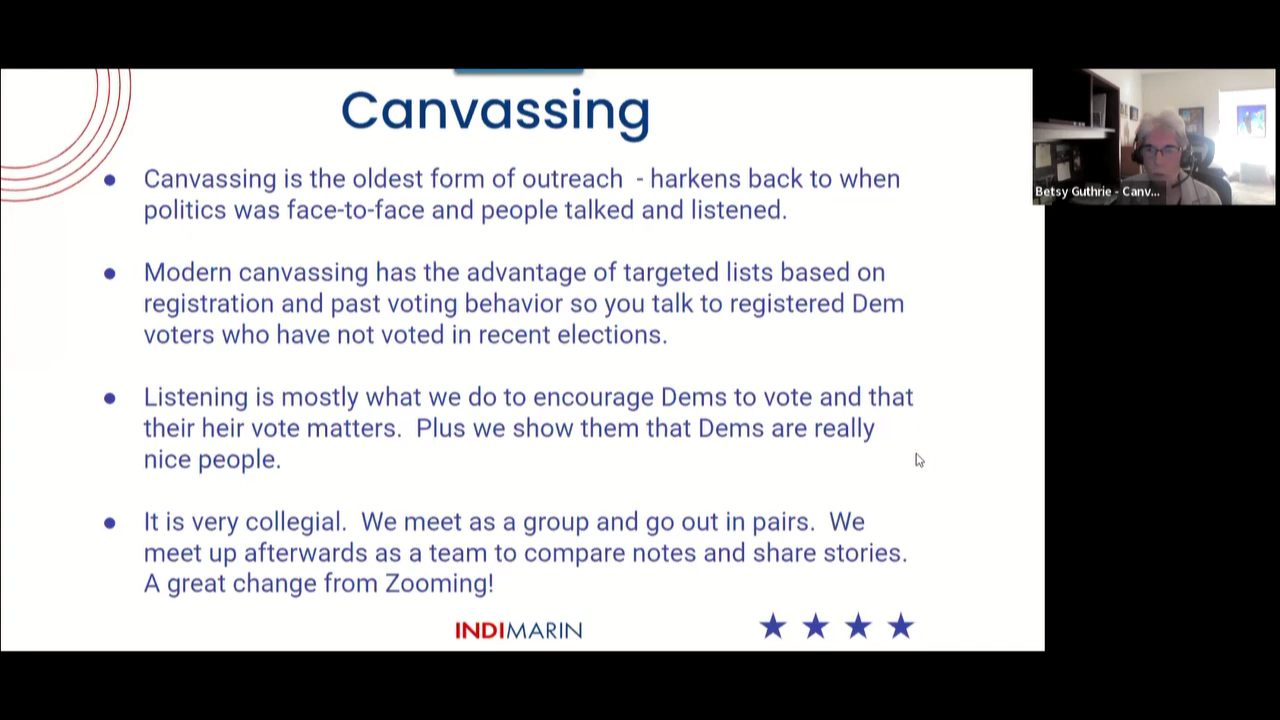 Canvassing
● Canvassing is the oldest form of outreach  - harkens back to when
politics was face-to-face and people talked and listened.
● Modern canvassing has the advantage of targeted lists based on
registration and past voting behavior so you talk to registered Dem
voters who have not voted in recent elections.
● Listening is mostly what we do to encourage Dems to vote and that
their heir vote matters.  Plus we show them that Dems are really
nice people.
● It is very collegial.  We meet as a group and go out in pairs.  We
meet up afterwards as a team to compare notes and share stories.
A great change from Zooming!
INDIMARIN
Betsy Guthrie - Canv...